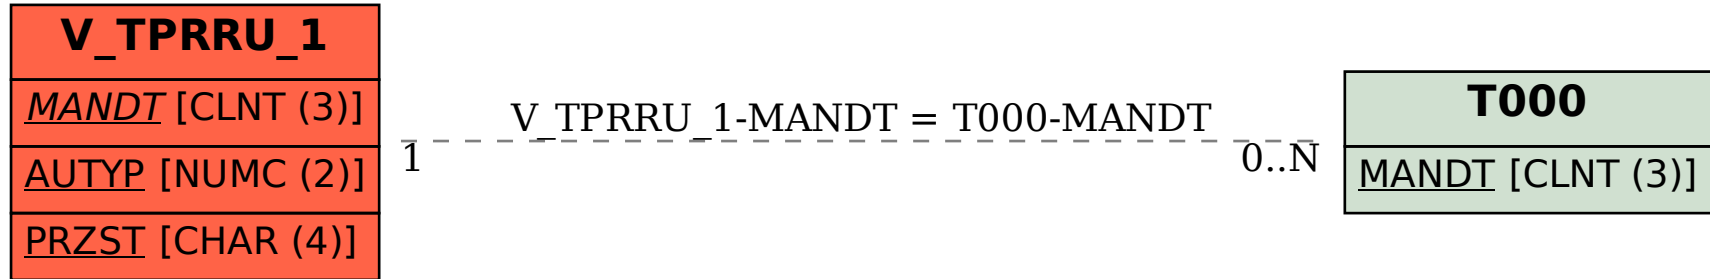 V_TPRRU_1
MANDT [CLNT (3)]
AUTYP [NUMC (2)]
PRZST [CHAR (4)]
V_TPRRU_1-MANDT = T000-MANDT
1
0..N
T000
MANDT [CLNT (3)]